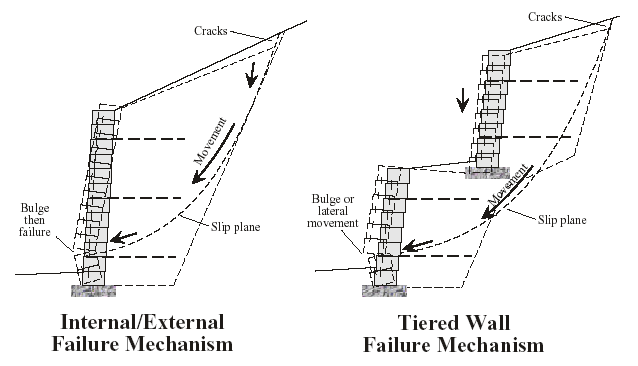 Cracks
Movement
Bulge
then
failure
Slip plane
Internal/External
Failure Mechanism
Cracks
Movement
Bulge or
lateral
movement
Slip plane
Tiered Wall
Failure Mechanism